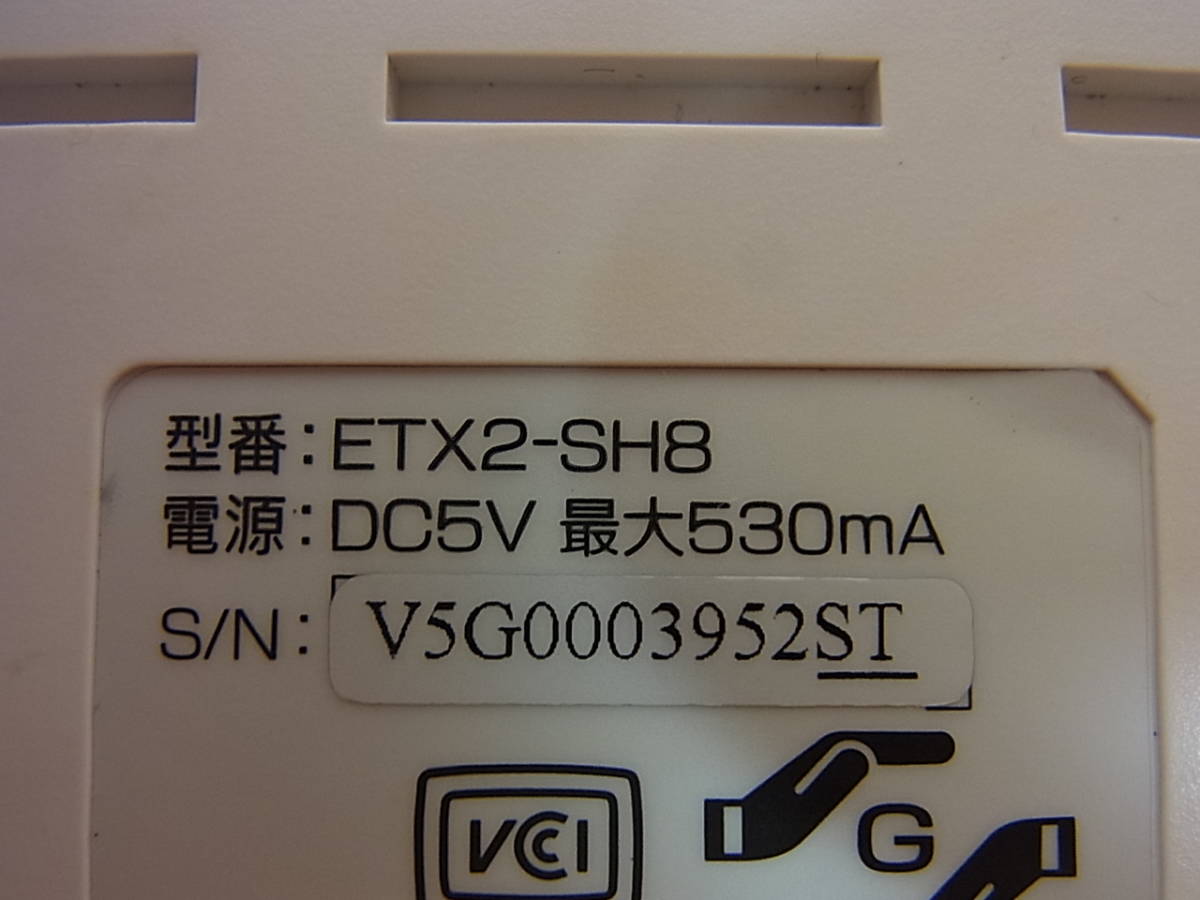 型番：ETX2-SH8
電源：DC5V 最大530mA
S/N： V5G0003952ST
VCCI
G